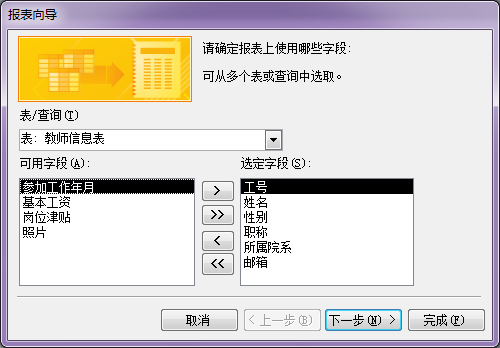 报表向导
请确定报表上使用哪些字段:
可从多个表或查询中选取。
表/查询(T)
表: 教师信息表
可用字段(A):
选定字段(S):
参加工作年月
基本工资
岗位津贴
照片
>
>>
<
<<
工号
姓名
性别
职称
所属院系
邮箱
取消
< 上一步(B)
下一步(N) >
完成(F)